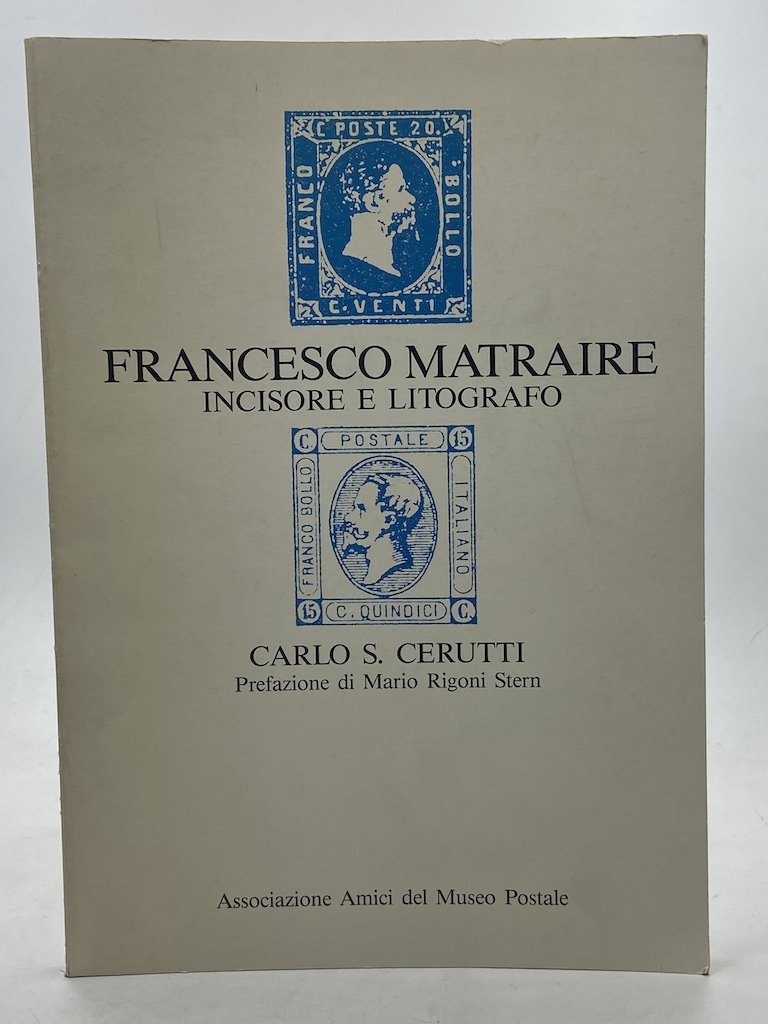 C. POSTE 20.
FRANCO
BOLLO
C. VENTI
FRANCESCO MATRAIRE
INCISORE E LITOGRAFO
C. POSTALE 15
FRANCO BOLLO
ITALIANO
15 C. QUINDICI C.
CARLO S. CERUTTI
Prefazione di Mario Rigoni Stern
Associazione Amici del Museo Postale